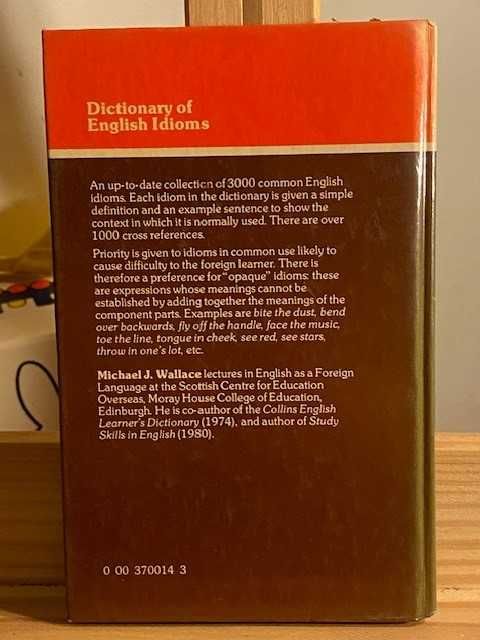 Dictionary of
English Idioms
An up-to-date collection of 3000 common English
idioms. Each idiom in the dictionary is given a simple
definition and an example sentence to show the
context in which it is normally used. There are over
1000 cross references.
Priority is given to idioms in common use likely to
cause difficulty to the foreign learner. There is
therefore a preference for "opaque" idioms: these
are expressions whose meanings cannot be
established by adding together the meanings of the
component parts. Examples are bite the dust, bend
over backwards, fly off the handle, face the music,
toe the line, tongue in cheek, see red, see stars,
throw in one's lot, etc.
Michael J. Wallace lectures in English as a Foreign
Language at the Scottish Centre for Education
Overseas, Moray House College of Education,
Edinburgh. He is co-author of the Collins English
Learner's Dictionary (1974), and author of Study
Skills in English (1980).
0 00 370014 3